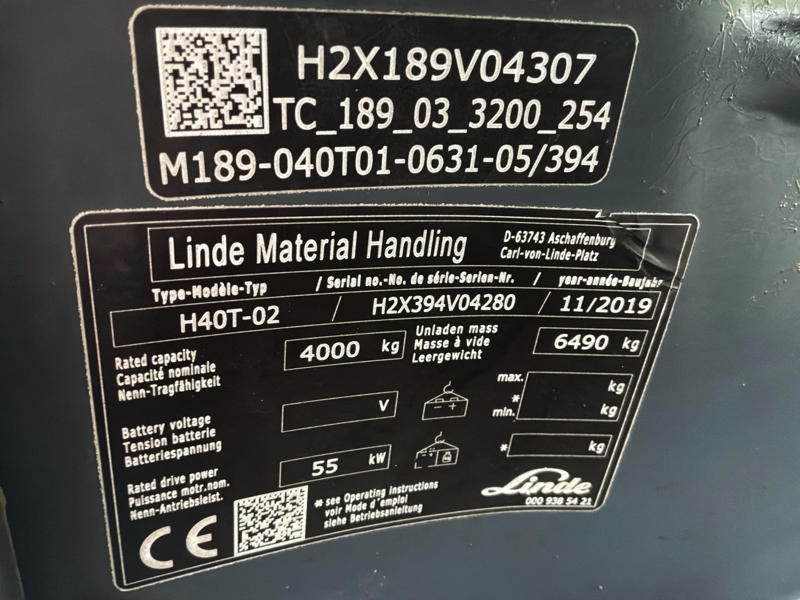 H2X189V04307
TC_189_03_3200_254
M189-040T01-0631-05/394
Linde Material Handling
D-63743 Aschaffenburg
Carl-von-Linde-Platz
Type-Modèle-Typ / Serial no.-No. de série-Serien-Nr. / year-année-Baujahr
H40T-02 / H2X394V04280 / 11/2019
Rated capacity
Capacité nominale
Nenn-Tragfähigkeit
4000 kg
Unladen mass
Masse à vide
Leergewicht
6490 kg
Battery voltage
Tension batterie
Batteriespannung
V
max. kg
*
min. kg
Rated drive power
Puissance motr.nom.
Nenn-Antriebsleist.
55 kW
* kg
* see Operating instructions
voir Mode d'emploi
siehe Betriebsanleitung
Linde
000 938 54 21
CE